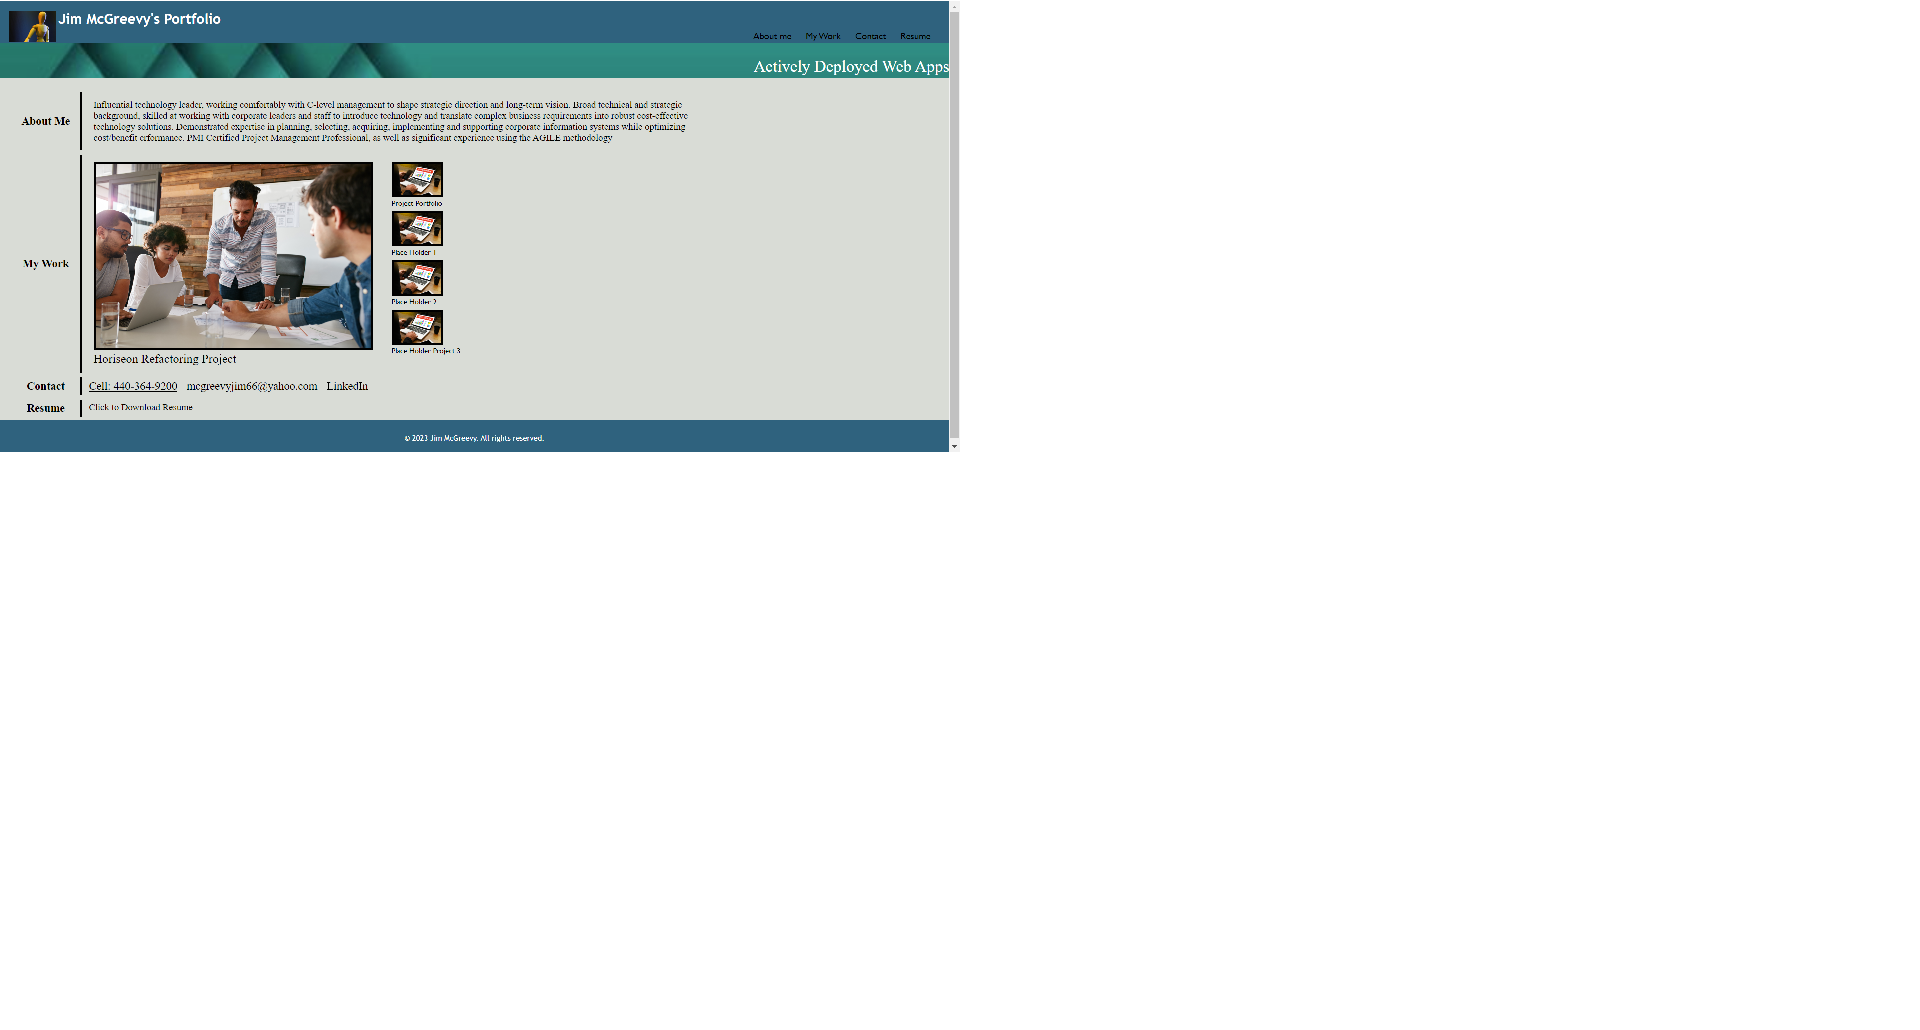 Jim McGreevy's Portfolio
About me My Work Contact Resume
Actively Deployed Web Apps
About Me
Influential technology leader, working comfortably with C-level management to shape strategic direction and long-term vision. Broad technical and strategic
background, skilled at working with corporate leaders and staff to introduce technology and translate complex business requirements into robust cost-effective
technology solutions. Demonstrated expertise in planning, selecting, acquiring, implementing and supporting corporate information systems while optimizing
cost/benefit erformance. PMI Certified Project Management Professional, as well as significant experience using the AGILE methodology
My Work
Horiseon Refactoring Project
Project Portfolio
Place Holder 1
Place Holder 2
Place Holder Project 3
Contact
Cell: 440-364-9200 mcgreevyjim66@yahoo.com LinkedIn
Resume
Click to Download Resume
© 2023 Jim McGreevy. All rights reserved.